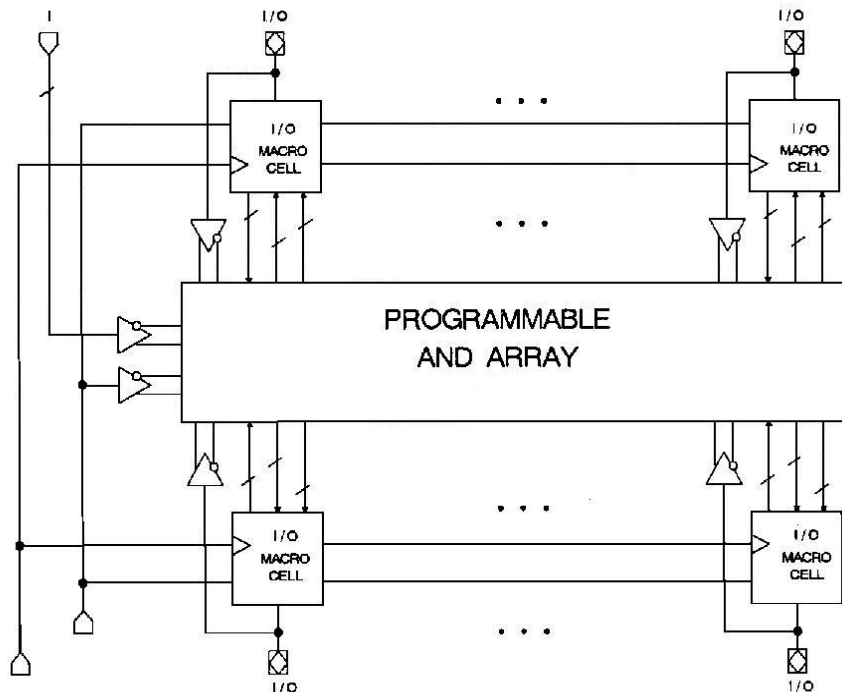 I
I/O
I/O
I/O
MACRO
CELL
I/O
MACRO
CELL
PROGRAMMABLE
AND ARRAY
I/O
MACRO
CELL
I/O
MACRO
CELL
I/O
I/O